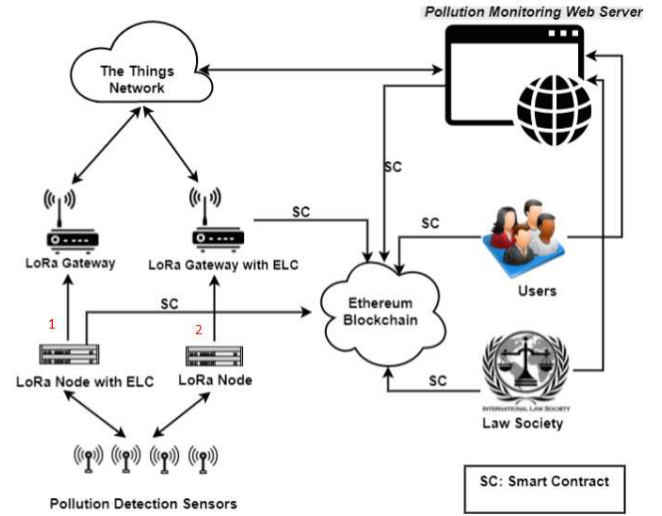 Pollution Monitoring Web Server
The Things
Network
SC
SC
SC
LoRa Gateway
LoRa Gateway with ELC
Ethereum
Blockchain
Users
SC
1
2
LoRa Node with ELC
LoRa Node
SC
INTERNATIONAL LAW SOCIETY
Law Society
Pollution Detection Sensors
SC: Smart Contract